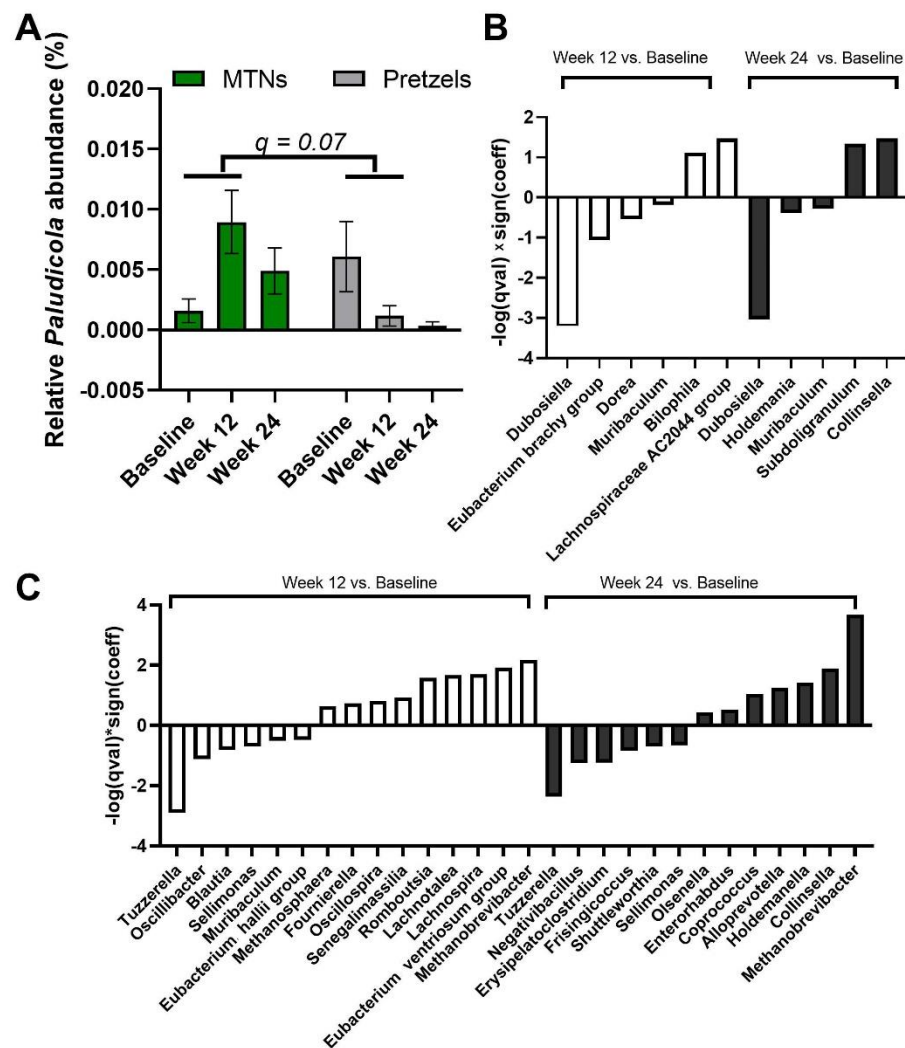 A
Relative Paludicola abundance (%)
MTNs
Pretzels
q = 0.07
0.020
0.015
0.010
0.005
0.000
-0.005
Baseline
Week 12
Week 24
Baseline
Week 12
Week 24
B
Week 12 vs. Baseline
Week 24 vs. Baseline
-log(qval) x sign(coeff)
2
1
0
-1
-2
-3
-4
Dubosiella
Eubacterium brachy group
Dorea
Muribaculum
Bilophila
Lachnospiraceae AC2044 group
Dubosiella
Holdemania
Muribaculum
Subdoligranulum
Collinsella
C
Week 12 vs. Baseline
Week 24 vs. Baseline
-log(qval)*sign(coeff)
4
2
0
-2
-4
Tuzzerella
Oscillibacter
Blautia
Sellimonas
Muribaculum
Eubacterium hallii group
Methanosphaera
Fournierella
Oscillospira
Senegalimassilia
Romboutsia
Lachnotalea
Lachnospira
Eubacterium ventriosum group
Methanobrevibacter
Tuzzerella
Negativibacillus
Erysipelatoclostridium
Frisingicoccus
Shuttleworthia
Sellimonas
Olsenella
Enterorhabdus
Coprococcus
Alloprevotella
Holdemanella
Collinsella
Methanobrevibacter